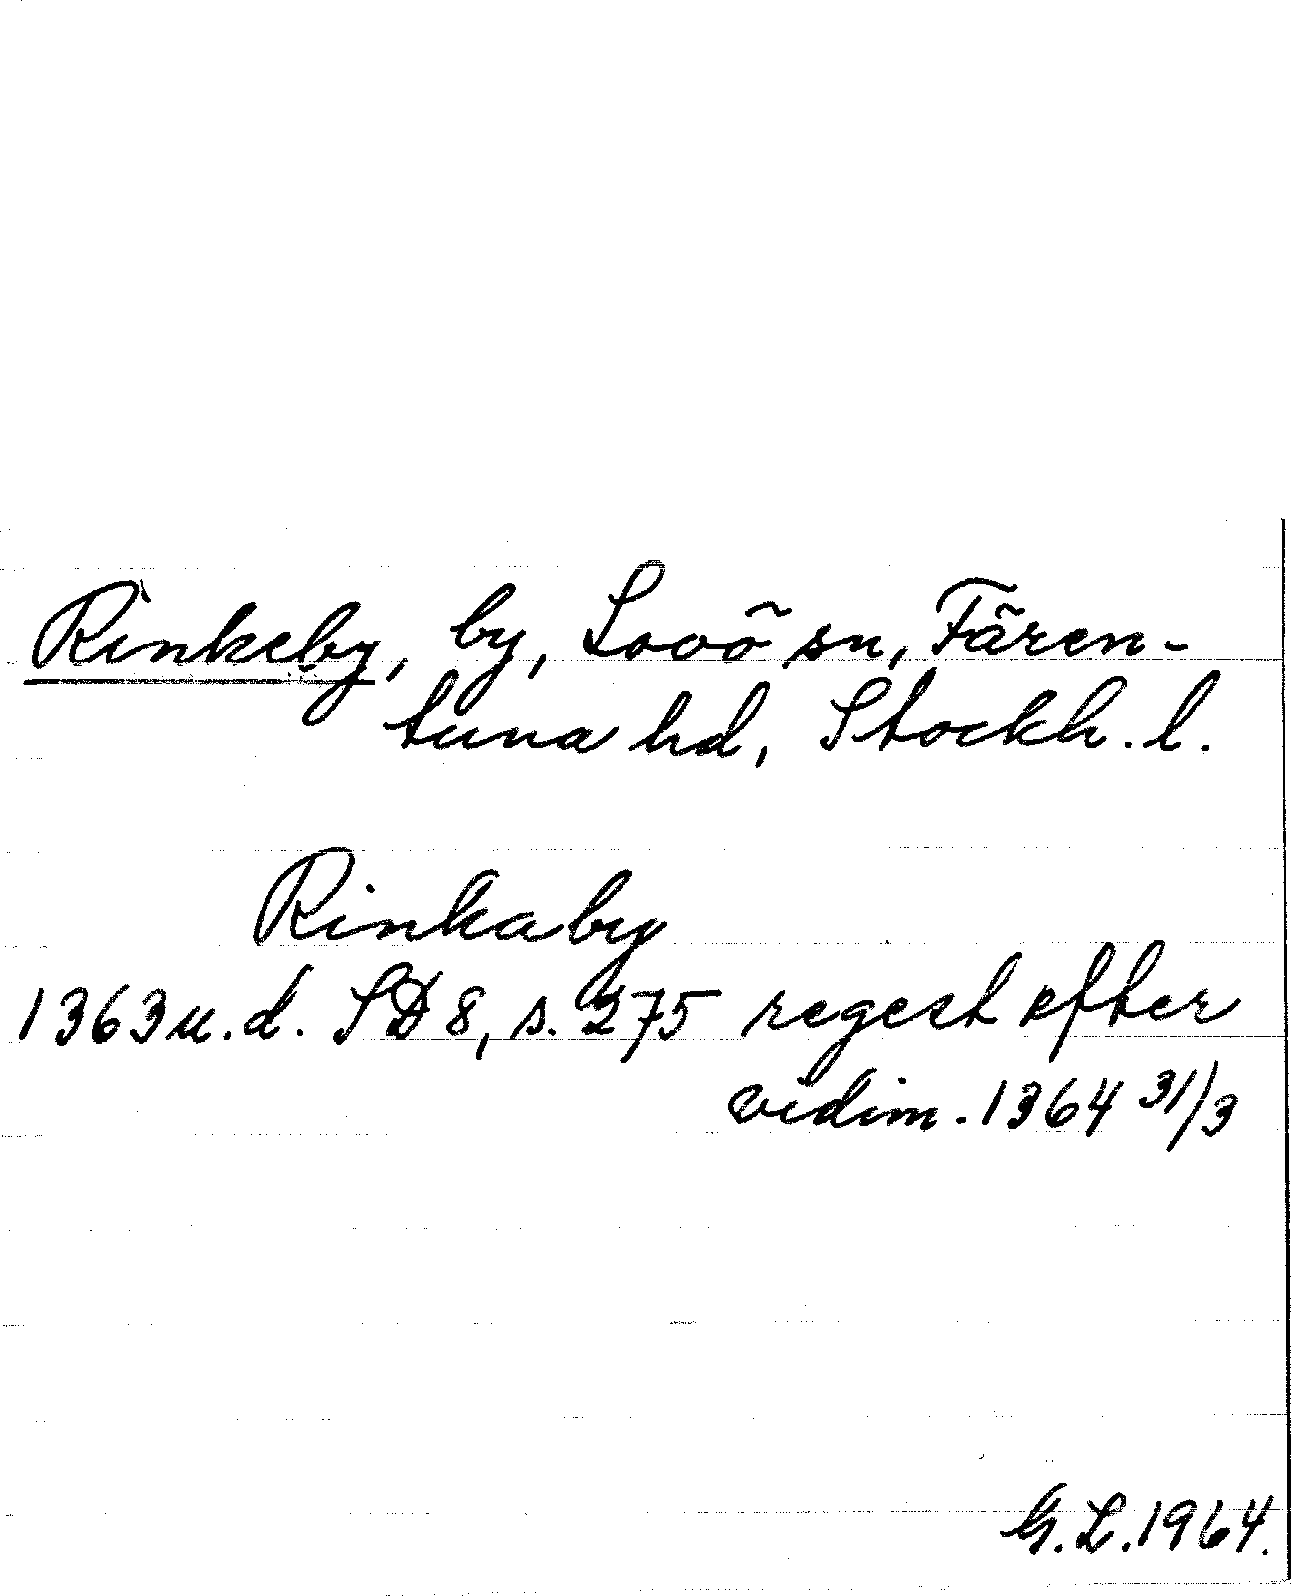 Rinkeby, by, Lovö sn, Fären-
tuna hd, Stockh. l.
Rinkaby
1363 u. d. SD 8, s. 275 regest efter
vidim. 1364 31/3
G. L. 1964.